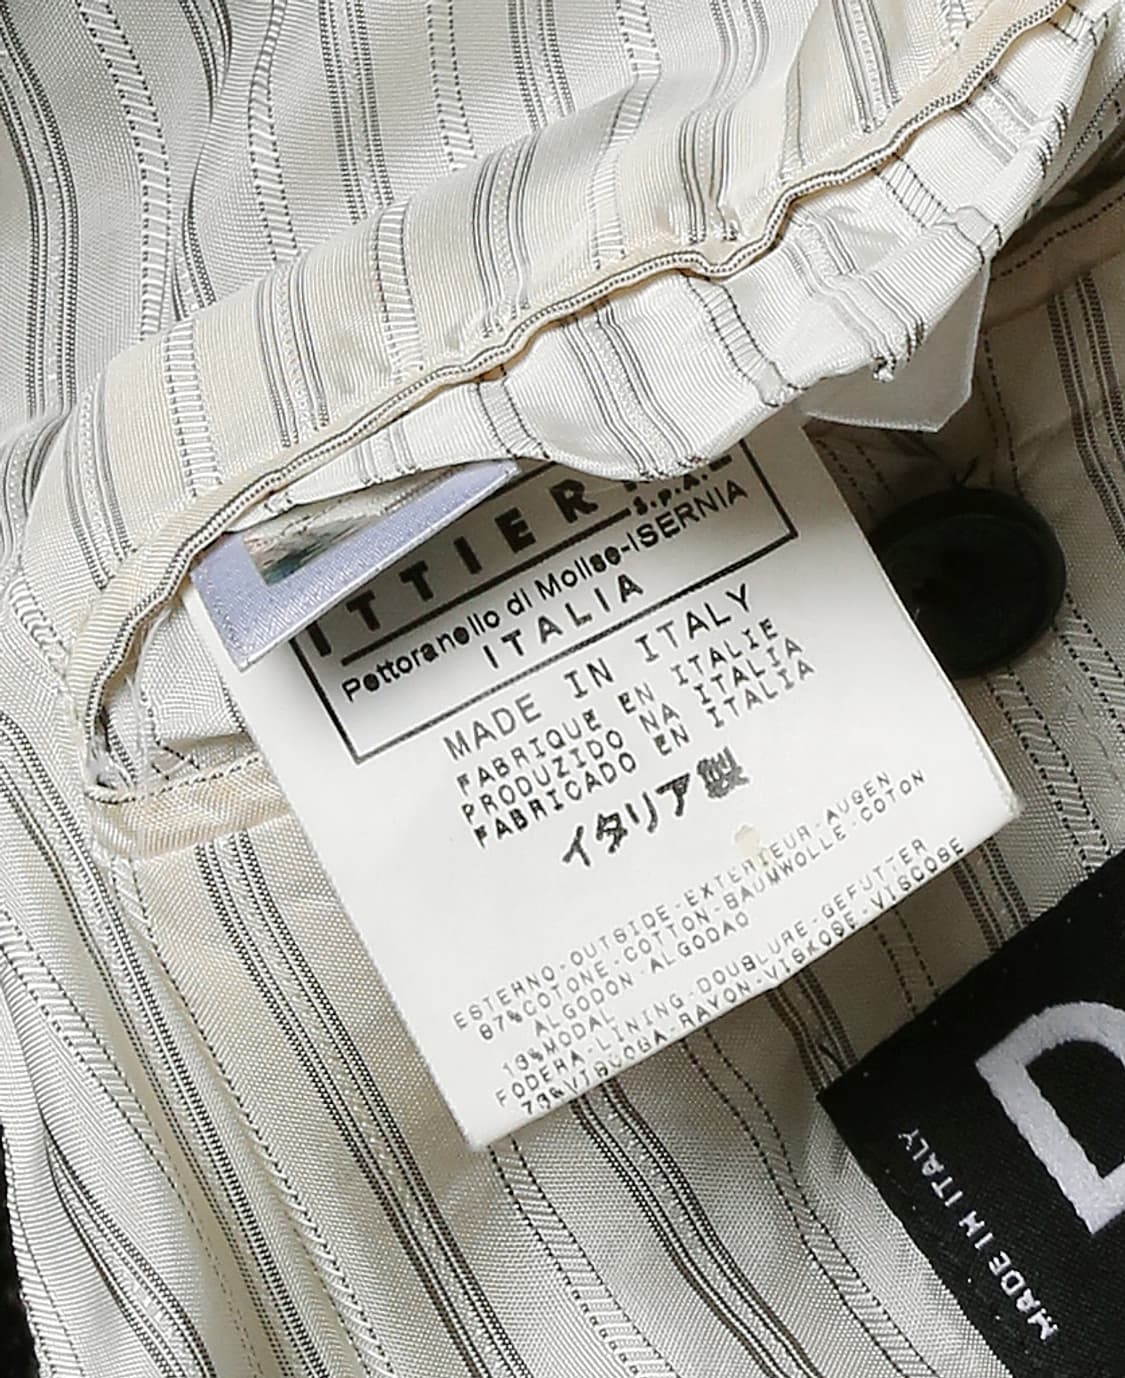 ITTIER
S.P.A.
Pettoranello di Molise-ISERNIA
ITALIA
MADE IN ITALY
FABRIQUE EN ITALIE
PRODUZIDO NA ITALIA
FABRICADO EN ITALIA
イタリア製
ESTERNO-OUTSIDE-EXTERIEUR-AUSEN
87%COTONE-COTTON-BAUMWOLLE-COTON
ALGODON-ALGODAO
13%MODAL
FODERA-LINING-DOUBLURE-GEFUTTER
73%VISCOSA-RAYON-VISKOSE-VISCOSE
D
MADE IN ITALY